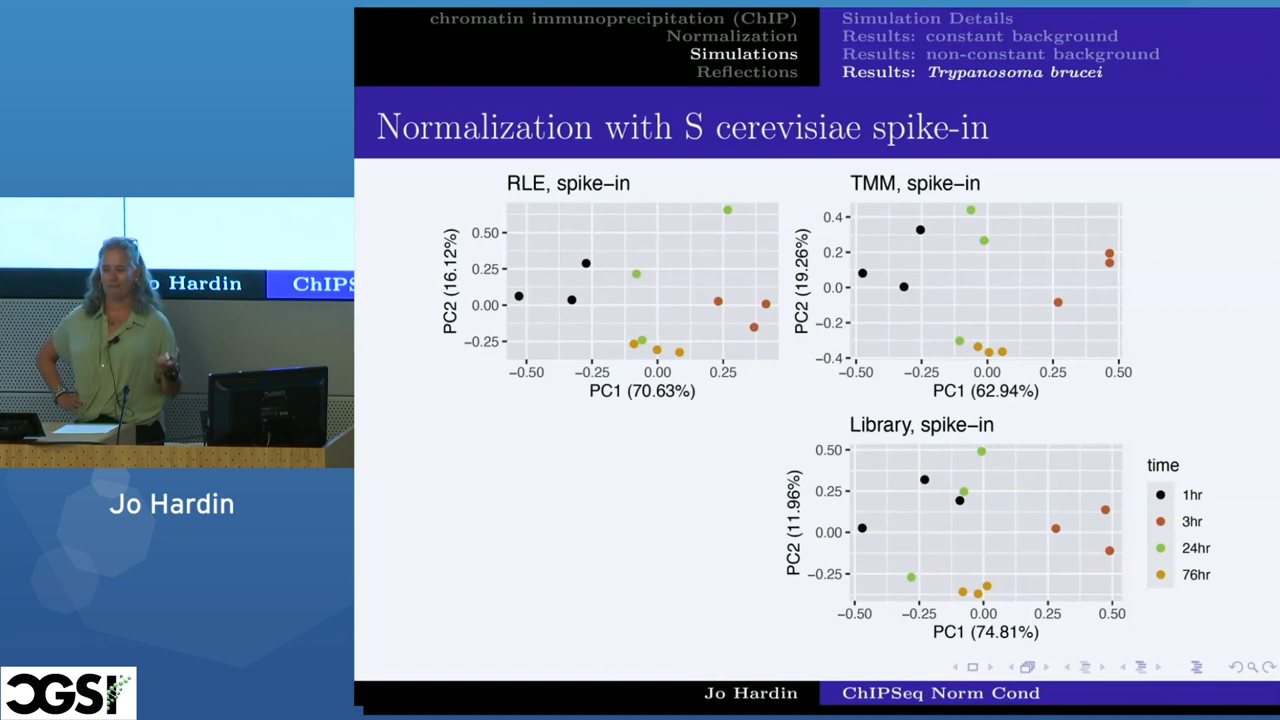 chromatin immunoprecipitation (ChIP)
Normalization
Simulations
Reflections
Simulation Details
Results: constant background
Results: non-constant background
Results: Trypanosoma brucei
Normalization with S cerevisiae spike-in
RLE, spike−in
PC2 (16.12%)
0.50
0.25
0.00
−0.25
−0.50
−0.25
0.00
0.25
PC1 (70.63%)
TMM, spike−in
PC2 (19.26%)
0.4
0.2
0.0
−0.2
−0.4
−0.50
−0.25
0.00
0.25
0.50
PC1 (62.94%)
Library, spike−in
PC2 (11.96%)
0.50
0.25
0.00
−0.25
−0.50
−0.25
0.00
0.25
0.50
PC1 (74.81%)
time
1hr
3hr
24hr
76hr
Jo Hardin
ChIPSeq Norm Cond
o Hardin
ChIPS
Jo Hardin
CGSI